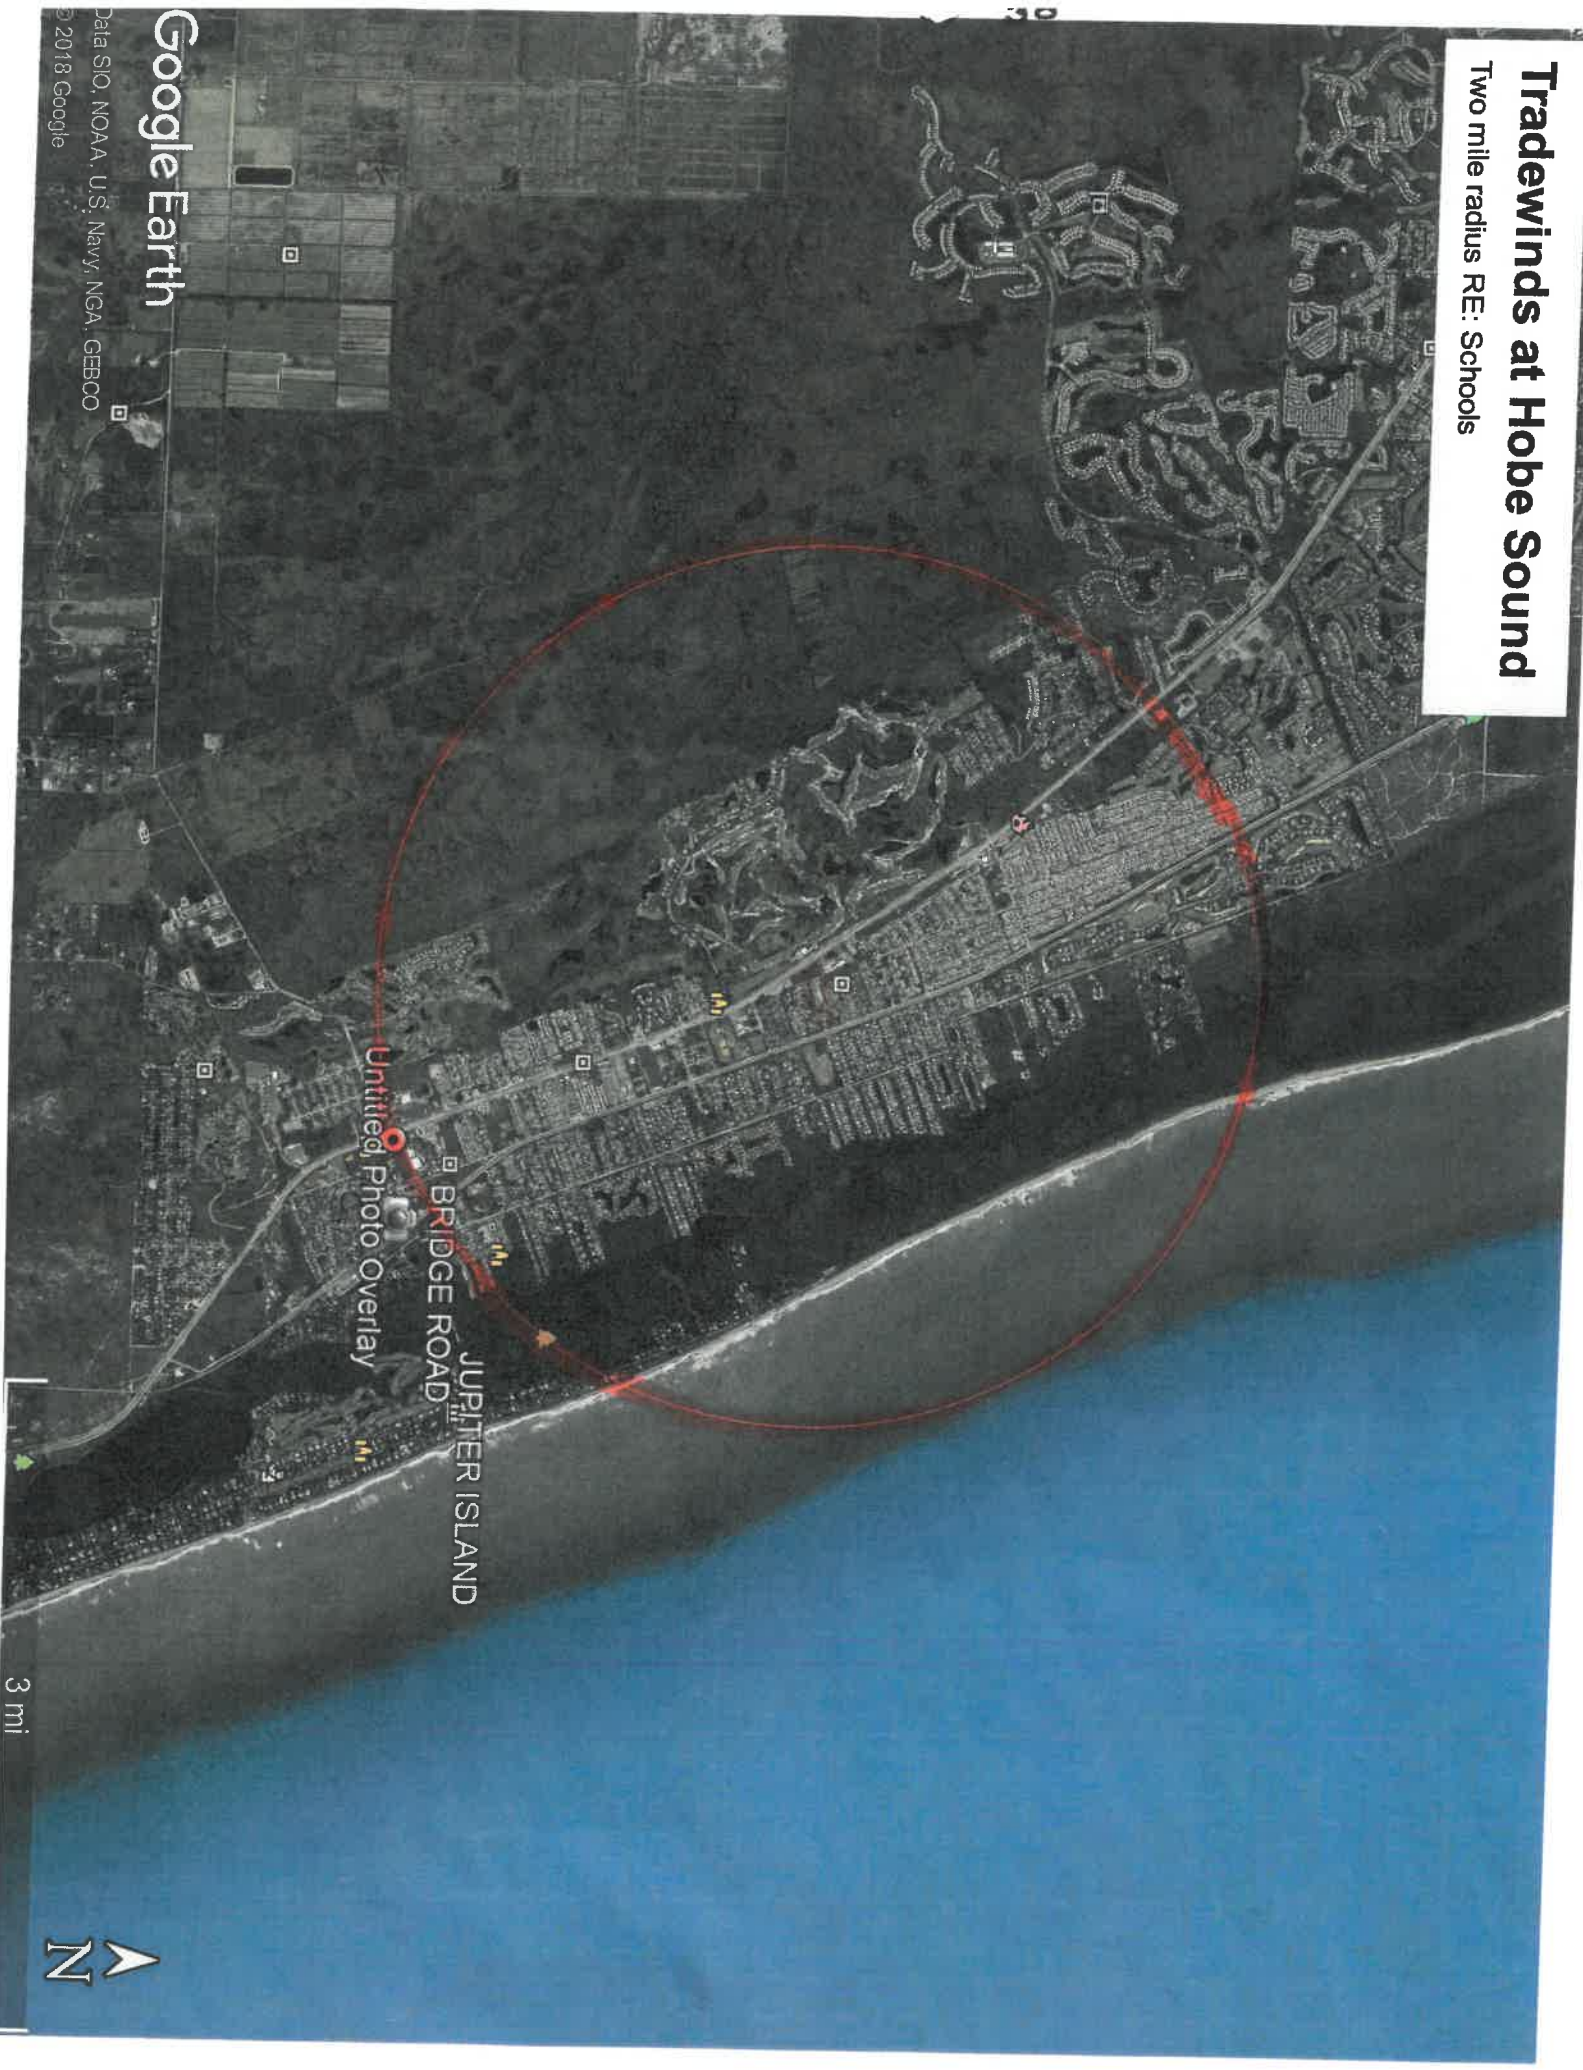 Tradewinds at Hobe Sound
Two mile radius RE: Schools
JUPITER ISLAND
BRIDGE ROAD
Untitled Photo Overlay
Google Earth
Data SIO, NOAA, U.S. Navy, NGA, GEBCO
© 2018 Google
N
3 mi